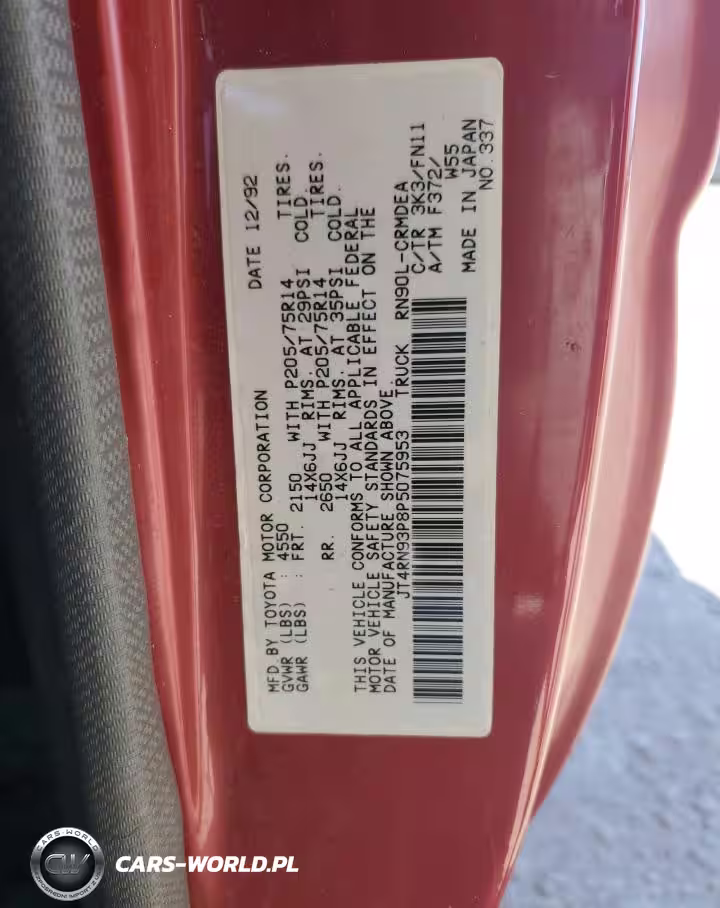 MFD. BY TOYOTA MOTOR CORPORATION DATE 12/92
GVWR (LBS) : 4550
GAWR (LBS) : FRT. 2150 WITH P205/75R14 TIRES.
14X6JJ RIMS. AT 29PSI COLD.
RR. 2650 WITH P205/75R14 TIRES.
14X6JJ RIMS. AT 35PSI COLD.
THIS VEHICLE CONFORMS TO ALL APPLICABLE FEDERAL
MOTOR VEHICLE SAFETY STANDARDS IN EFFECT ON THE
DATE OF MANUFACTURE SHOWN ABOVE.
JT4RN93P8P5075953 TRUCK RN90L-CRMDEA
C/TR 3K3/FN11
A/TM F372/
W55
MADE IN JAPAN
NO.337
CARS-WORLD
CW
CARS-WORLD.PL